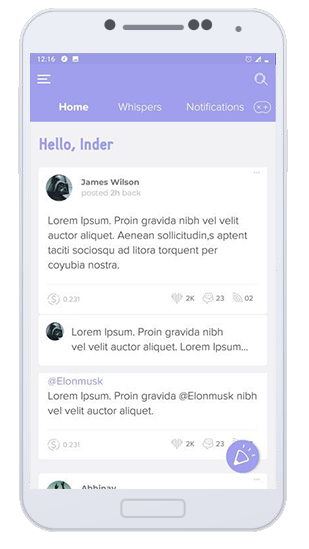 12:16
Home Whispers Notifications
Hello, Inder
James Wilson
posted 2h back
Lorem Ipsum. Proin gravida nibh vel velit
auctor aliquet. Aenean sollicitudin,s aptent
taciti sociosqu ad litora torquent per
coyubia nostra.
0.231 2K 23 02
Lorem Ipsum. Proin gravida nibh
vel velit auctor aliquet. Lorem Ipsum...
@Elonmusk
Lorem Ipsum. Proin gravida @Elonmusk nibh
vel velit auctor aliquet.
0.231 2K 23
Abhinav